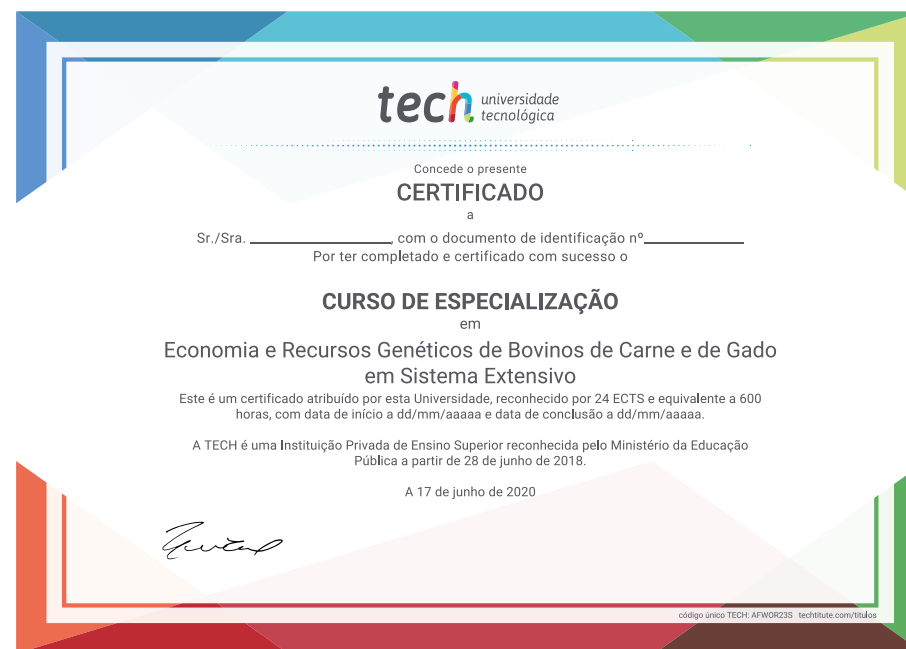 tech universidade
tecnológica
Concede o presente
CERTIFICADO
a
Sr./Sra. ____________________, com o documento de identificação nº______________
Por ter completado e certificado com sucesso o
CURSO DE ESPECIALIZAÇÃO
em
Economia e Recursos Genéticos de Bovinos de Carne e de Gado
em Sistema Extensivo
Este é um certificado atribuído por esta Universidade, reconhecido por 24 ECTS e equivalente a 600
horas, com data de início a dd/mm/aaaaa e data de conclusão a dd/mm/aaaaa.
A TECH é uma Instituição Privada de Ensino Superior reconhecida pelo Ministério da Educação
Pública a partir de 28 de junho de 2018.
A 17 de junho de 2020
código único TECH: AFWOR23S techtitute.com/titulos